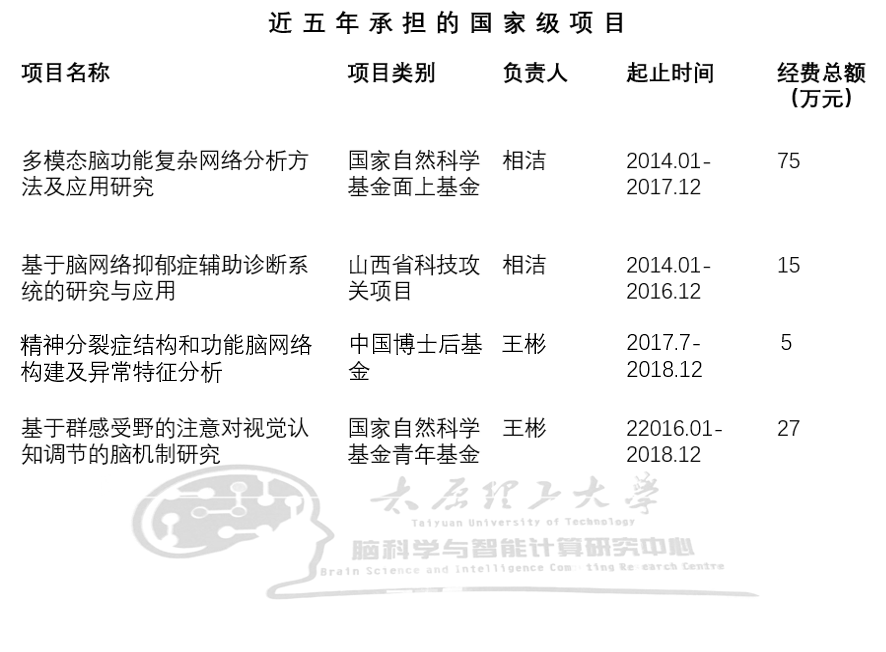 近五年承担的国家级项目
项目名称 项目类别 负责人 起止时间 经费总额
(万元)
多模态脑功能复杂网络分析方 国家自然科学 相洁 2014.01- 75
法及应用研究 基金面上基金 2017.12
基于脑网络抑郁症辅助诊断系 山西省科技攻 相洁 2014.01- 15
统的研究与应用 关项目 2016.12
精神分裂症结构和功能脑网络 中国博士后基 王彬 2017.7- 5
构建及异常特征分析 金 2018.12
基于群感受野的注意对视觉认 国家自然科学 王彬 22016.01- 27
知调节的脑机制研究 基金青年基金 2018.12
太原理工大学
Taiyuan University of Technology
脑科学与智能计算研究中心
Brain Science and Intelligence Computing Research Centre